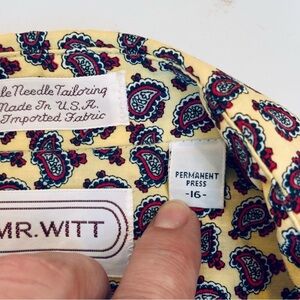 le Needle Tailoring
Made In U.S.A.
Imported Fabric
MR. WITT
PERMANENT
PRESS
-16-